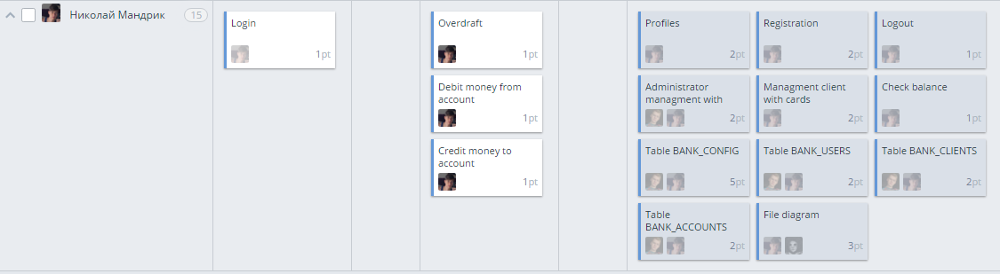 Николай Мандрик
15
Login
1pt
Overdraft
1pt
Debit money from
account
1pt
Credit money to
account
1pt
Profiles
2pt
Registration
2pt
Logout
1pt
Administrator
managment with
2pt
Managment client
with cards
2pt
Check balance
1pt
Table BANK_CONFIG
5pt
Table BANK_USERS
2pt
Table BANK_CLIENTS
2pt
Table
BANK_ACCOUNTS
2pt
File diagram
3pt